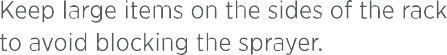 Keep large items on the sides of the rack
to avoid blocking the sprayer.